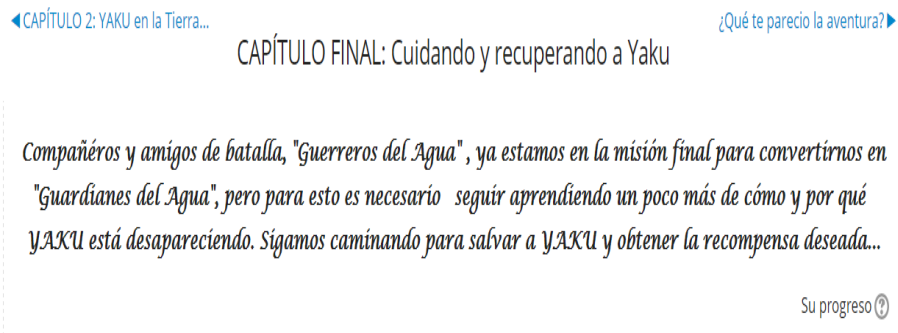 CAPÍTULO 2: YAKU en la Tierra...
¿Qué te parecio la aventura?
CAPÍTULO FINAL: Cuidando y recuperando a Yaku
Compañéros y amigos de batalla, "Guerreros del Agua" , ya estamos en la misión final para convertirnos en
"Guardianes del Agua", pero para esto es necesario seguir aprendiendo un poco más de cómo y por qué
YAKU está desapareciendo. Sigamos caminando para salvar a YAKU y obtener la recompensa deseada...
Su progreso